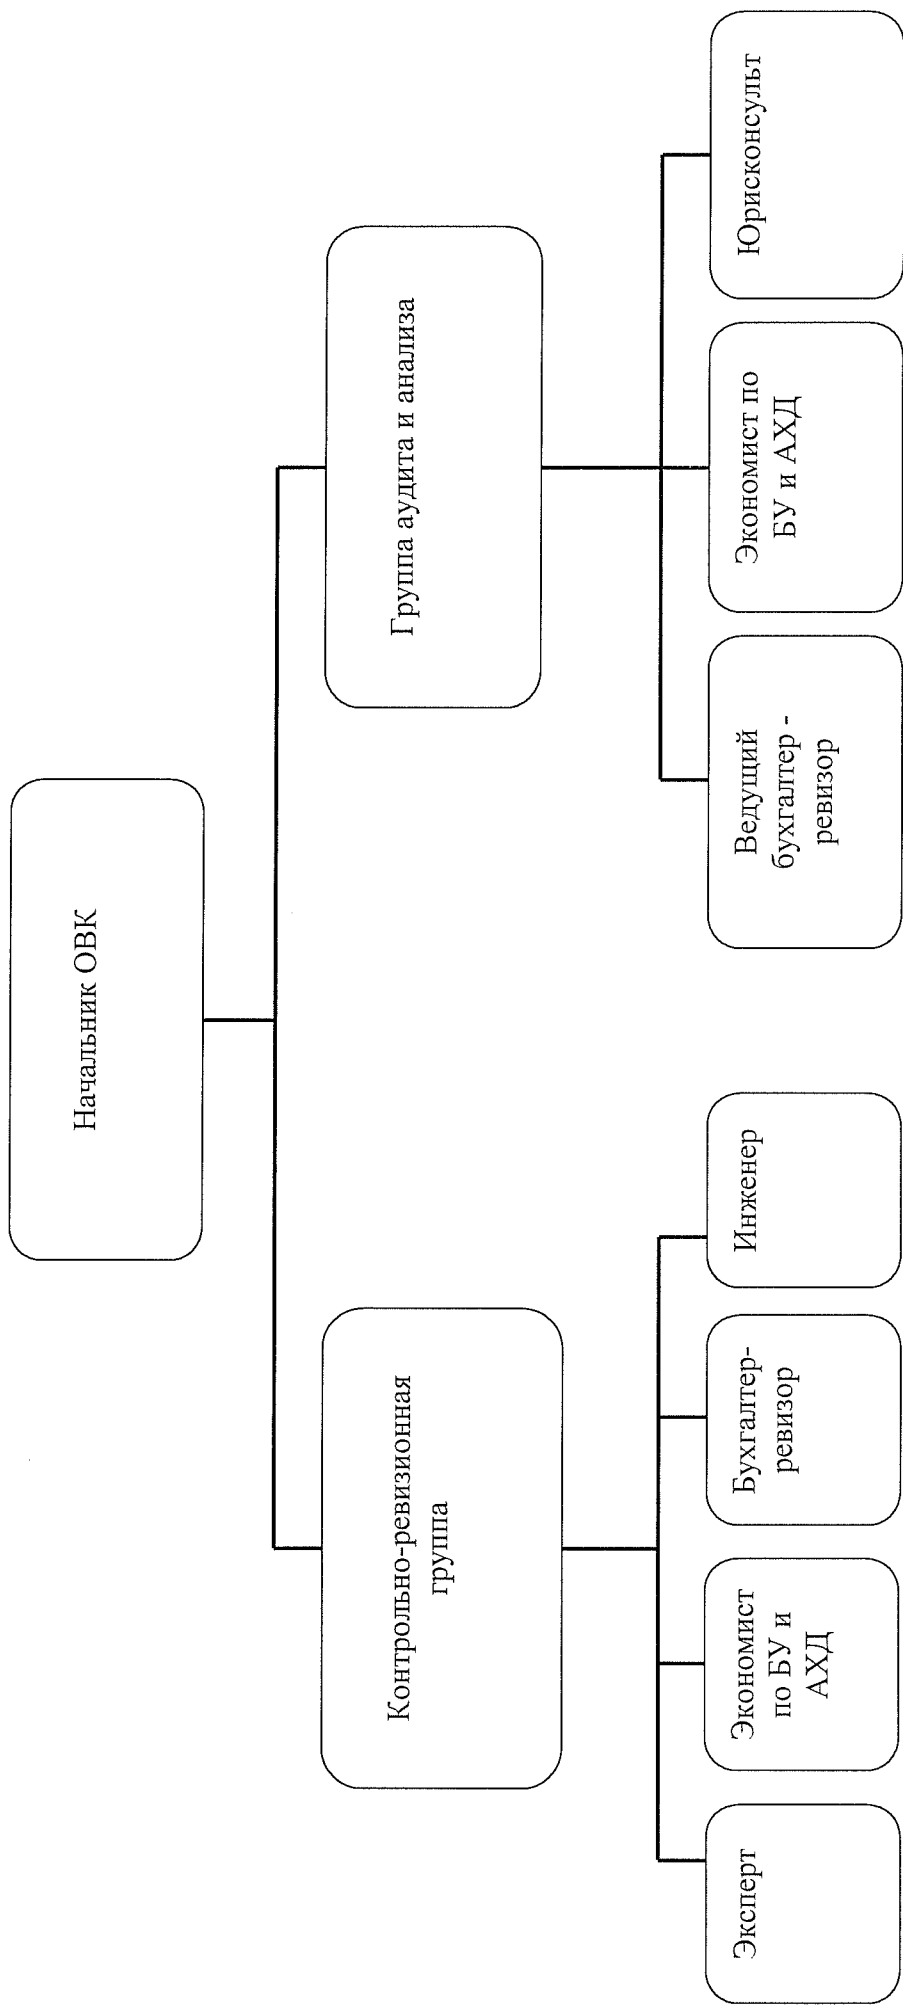 Начальник ОВК
Контрольно-ревизионная
группа
Группа аудита и анализа
Эксперт
Экономист
по БУ и
АХД
Бухгалтер-
ревизор
Инженер
Ведущий
бухгалтер -
ревизор
Экономист по
БУ и АХД
Юрисконсульт